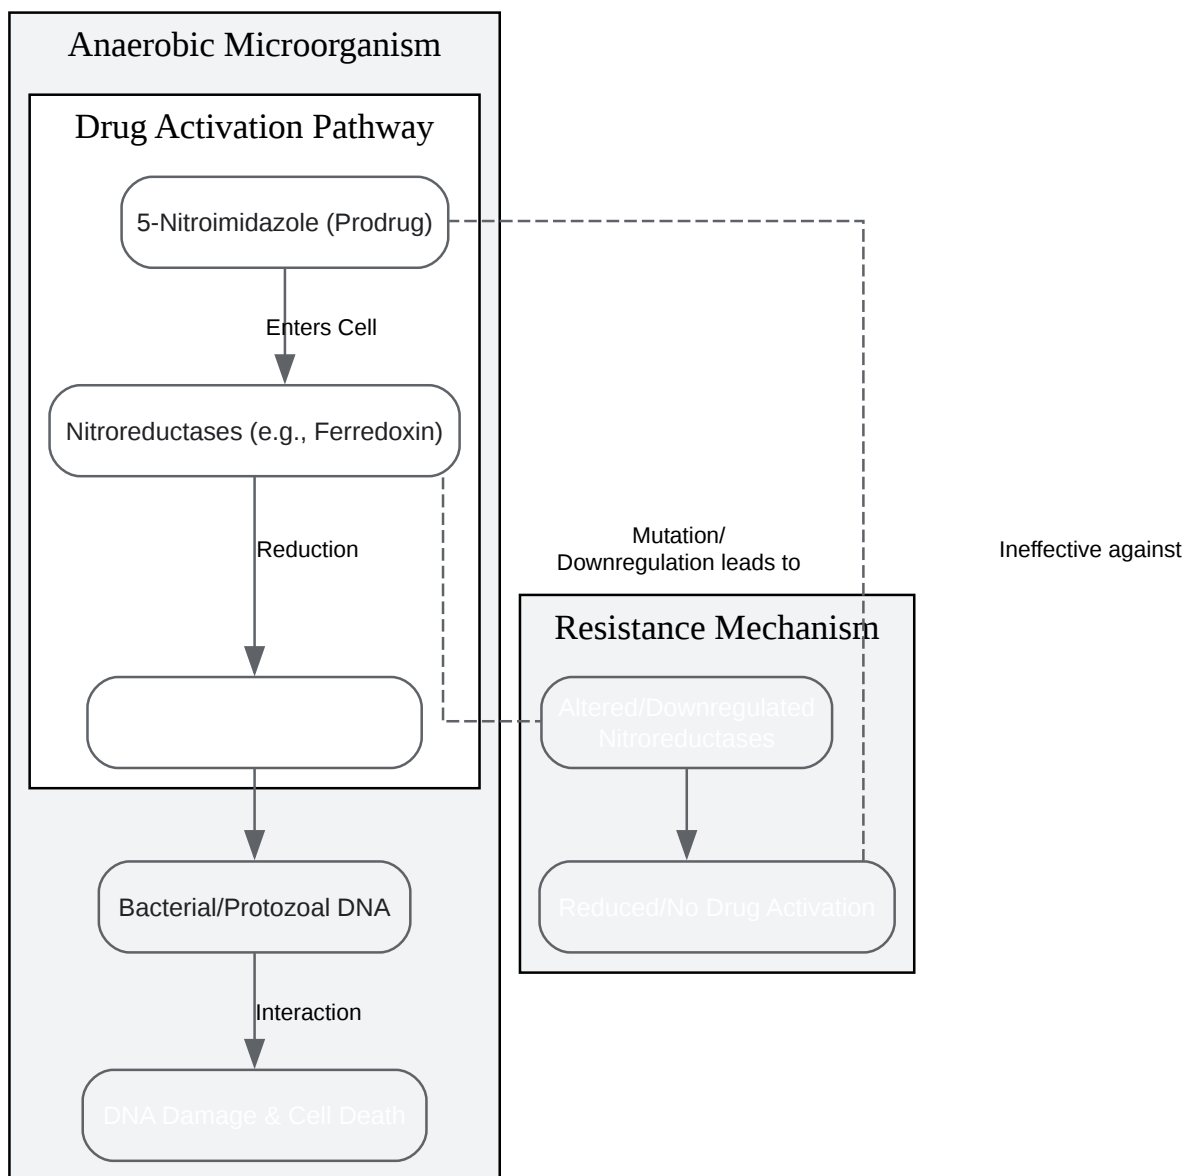 Anaerobic Microorganism
Drug Activation Pathway
5-Nitroimidazole (Prodrug)
Enters Cell
Nitroreductases (e.g., Ferredoxin)
Reduction
Mutation/
Downregulation leads to
Ineffective against
Resistance Mechanism
Altered/Downregulated
Nitroreductases
Bacterial/Protozoal DNA
Reduced/No Drug Activation
Interaction
DNA Damage & Cell Death